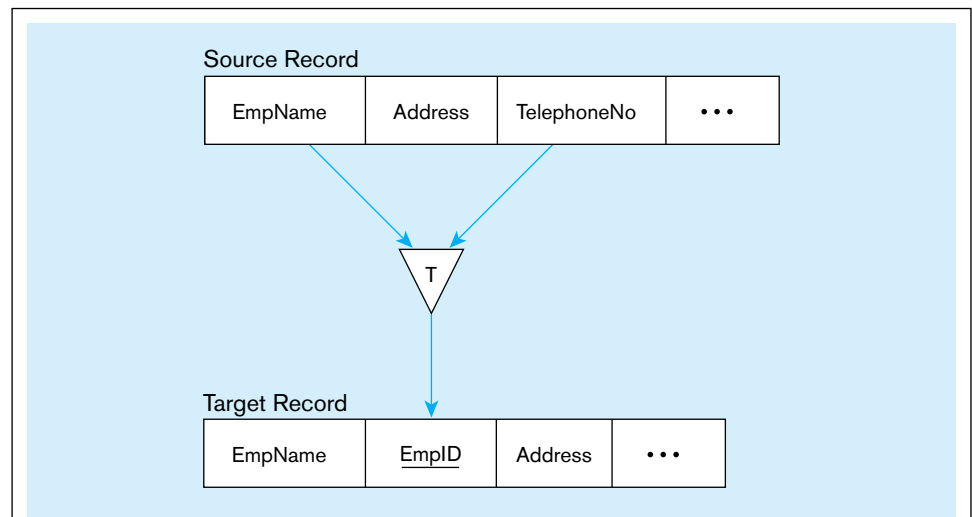 Source Record
EmpName Address TelephoneNo •••
T
Target Record
EmpName EmpID Address •••